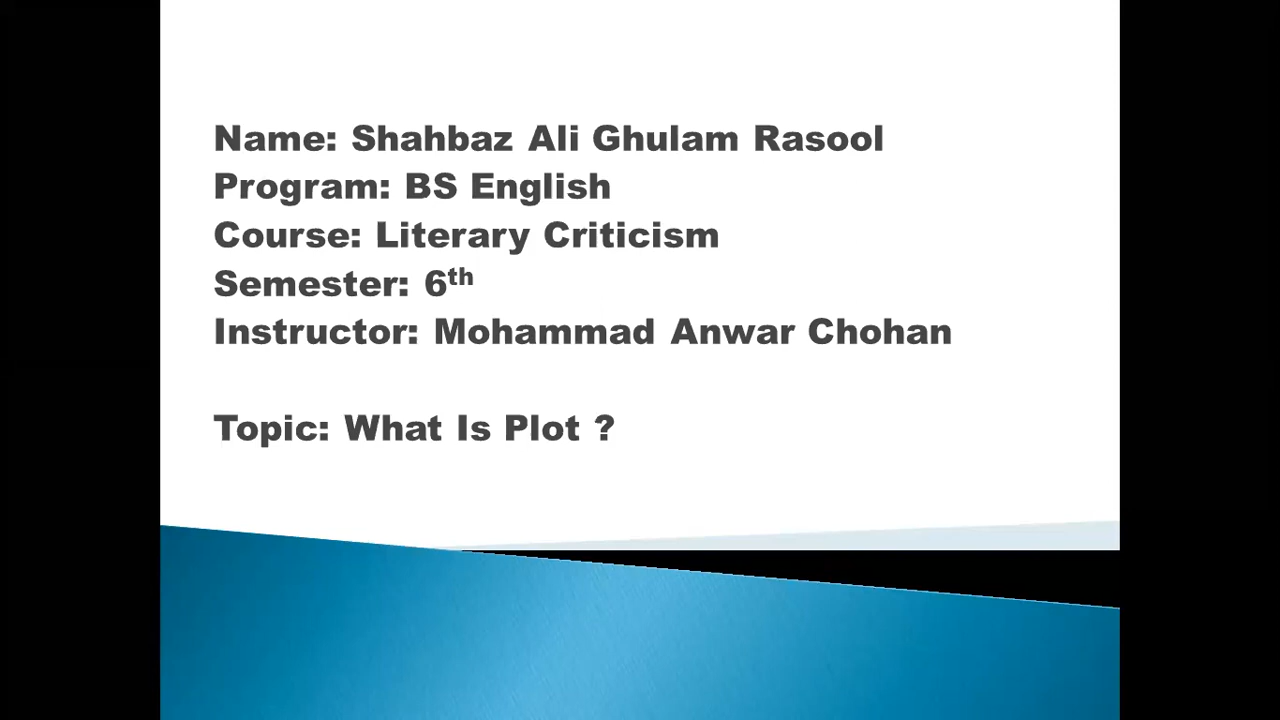 Name: Shahbaz Ali Ghulam Rasool
Program: BS English
Course: Literary Criticism
Semester: 6th
Instructor: Mohammad Anwar Chohan
Topic: What Is Plot ?